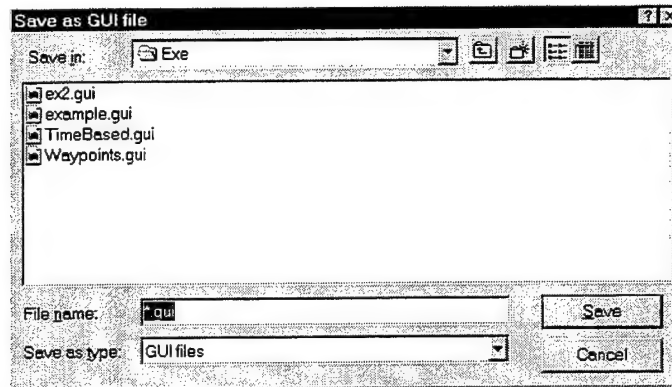 Save as GUI file
Save in: Exe
ex2.gui
example.gui
TimeBased.gui
Waypoints.gui
File name: *.gui Save
Save as type: GUI files Cancel